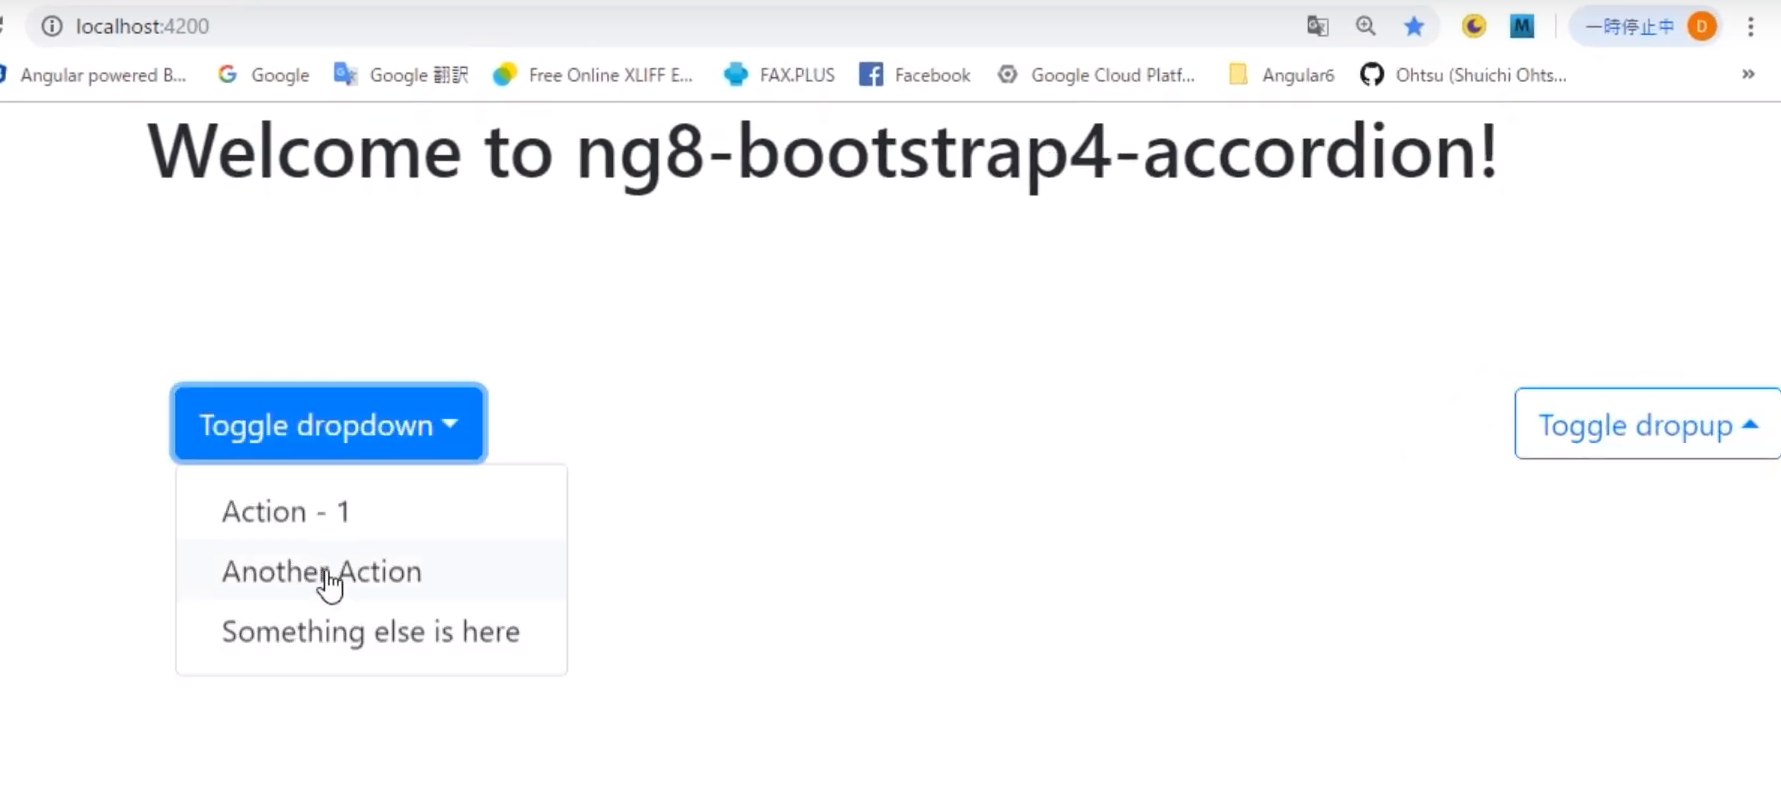 localhost:4200
M
一時停止中 D
Angular powered B... Google Google 翻訳 Free Online XLIFF E... FAX.PLUS Facebook Google Cloud Platf... Angular6 Ohtsu (Shuichi Ohts... »
Welcome to ng8-bootstrap4-accordion!
Toggle dropdown
Toggle dropup
Action - 1
Another Action
Something else is here